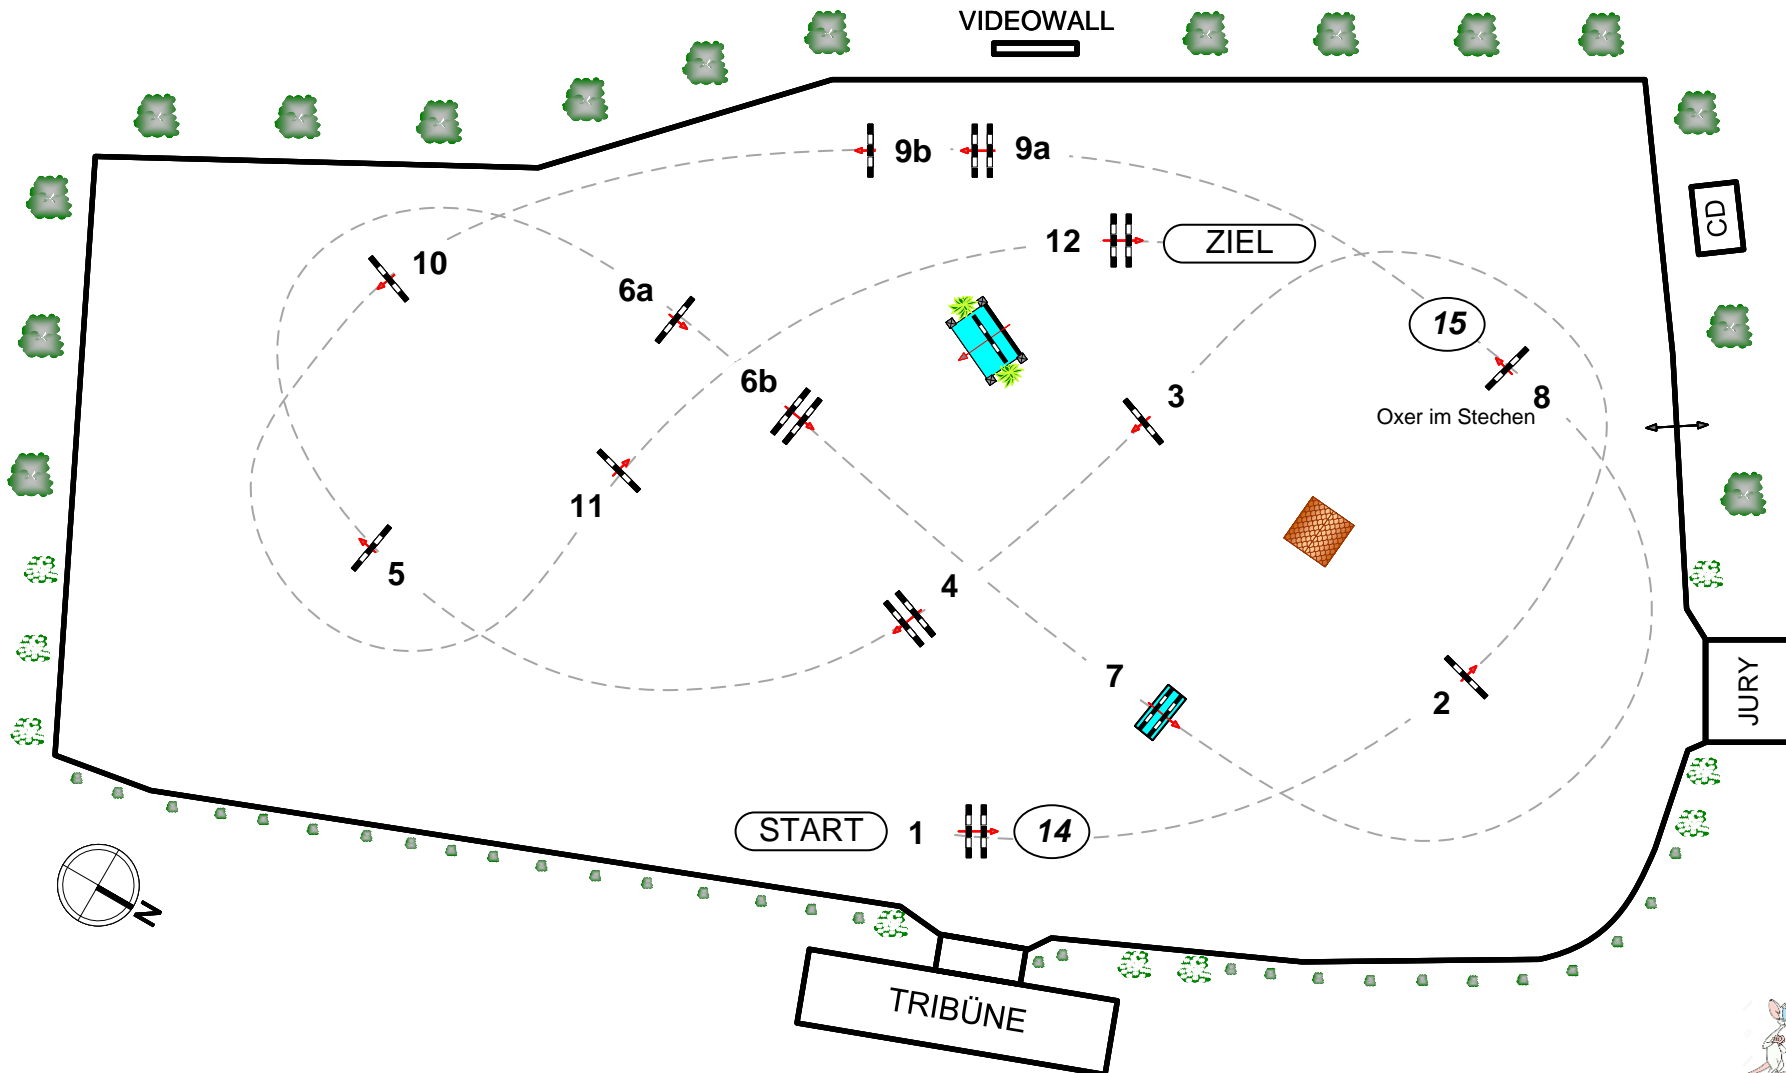 VIDEOWALL
9b
9a
CD
12
ZIEL
10
6a
15
6b
3
8
Oxer im Stechen
11
5
4
7
2
JURY
START
1
14
N
TRIBÜNE